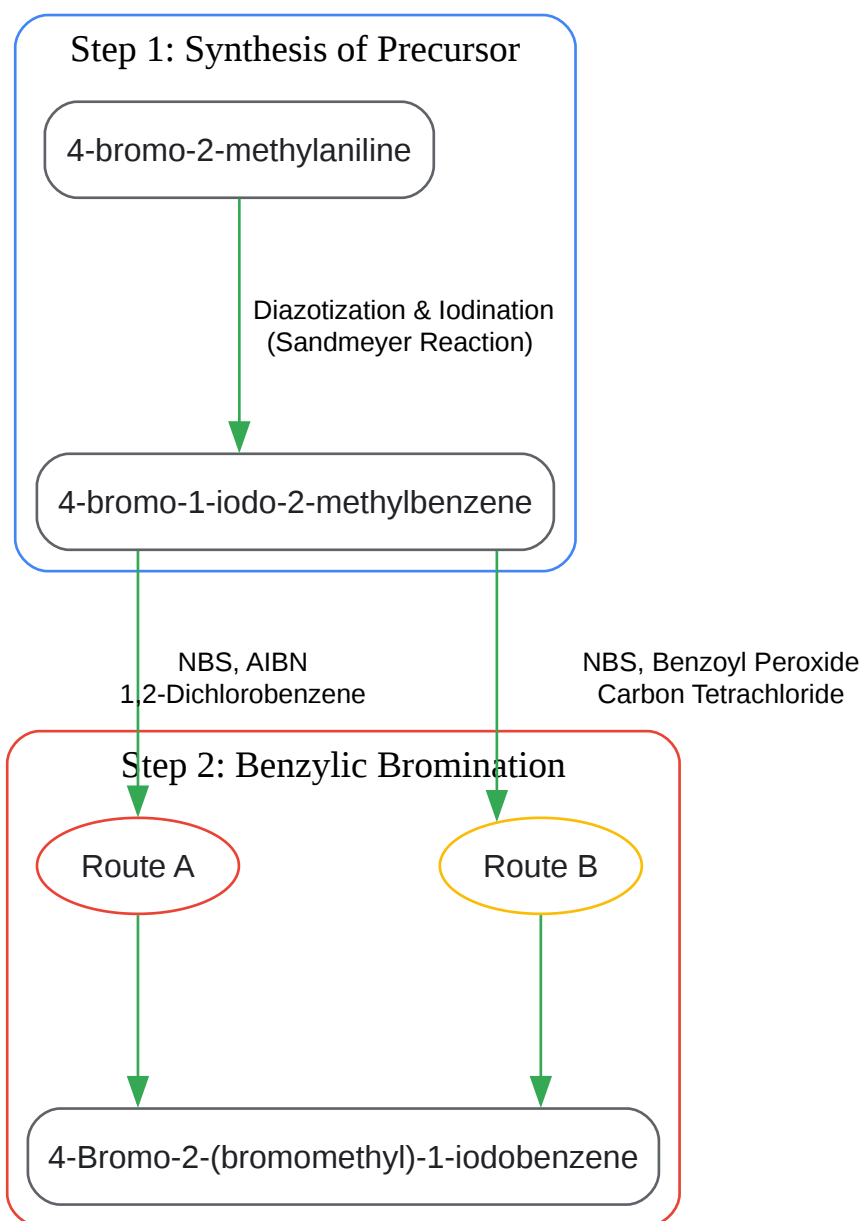 Step 1: Synthesis of Precursor
4-bromo-2-methylaniline
Diazotization & Iodination
(Sandmeyer Reaction)
4-bromo-1-iodo-2-methylbenzene
NBS, AIBN
1,2-Dichlorobenzene
NBS, Benzoyl Peroxide
Carbon Tetrachloride
Step 2: Benzylic Bromination
Route A
Route B
4-Bromo-2-(bromomethyl)-1-iodobenzene